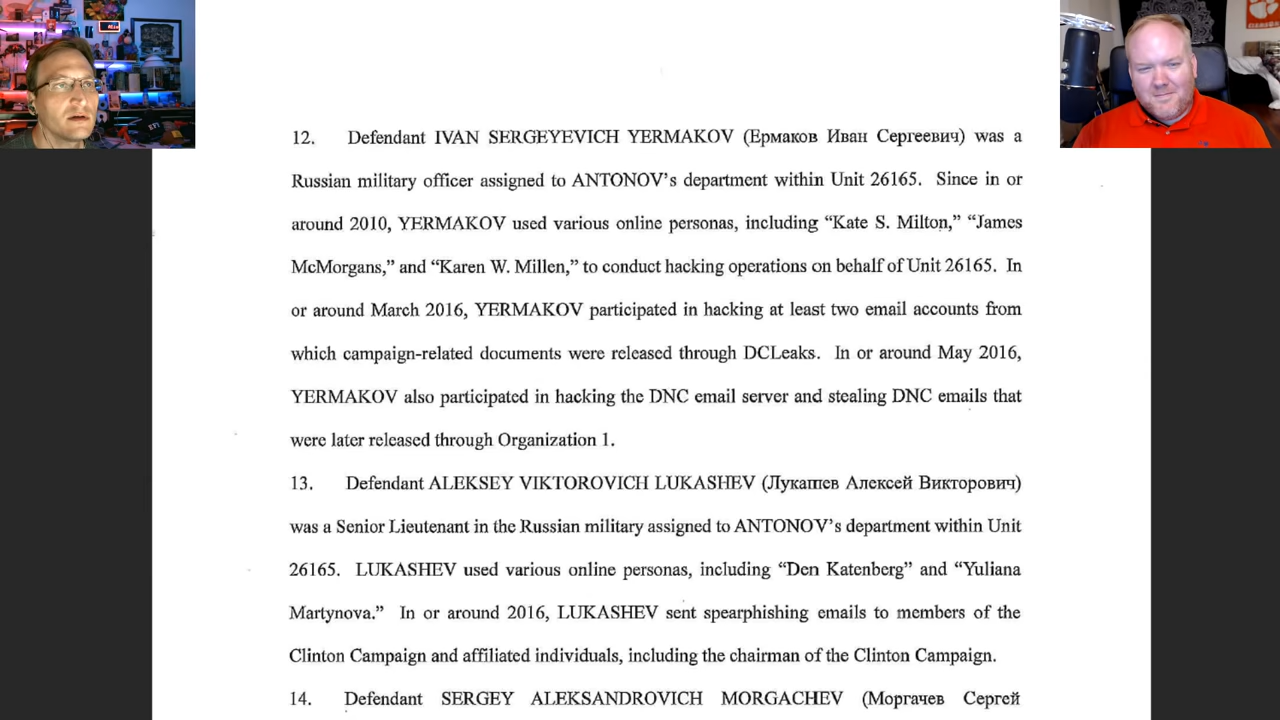 12. Defendant IVAN SERGEYEVICH YERMAKOV (Ермаков Иван Сергеевич) was a
Russian military officer assigned to ANTONOV's department within Unit 26165. Since in or
around 2010, YERMAKOV used various online personas, including “Kate S. Milton,” “James
McMorgans,” and “Karen W. Millen,” to conduct hacking operations on behalf of Unit 26165. In
or around March 2016, YERMAKOV participated in hacking at least two email accounts from
which campaign-related documents were released through DCLeaks. In or around May 2016,
YERMAKOV also participated in hacking the DNC email server and stealing DNC emails that
were later released through Organization 1.
13. Defendant ALEKSEY VIKTOROVICH LUKASHEV (Лукашев Алексей Викторович)
was a Senior Lieutenant in the Russian military assigned to ANTONOV's department within Unit
26165. LUKASHEV used various online personas, including “Den Katenberg” and “Yuliana
Martynova.” In or around 2016, LUKASHEV sent spearphishing emails to members of the
Clinton Campaign and affiliated individuals, including the chairman of the Clinton Campaign.
14. Defendant SERGEY ALEKSANDROVICH MORGACHEV (Моргачев Сергей